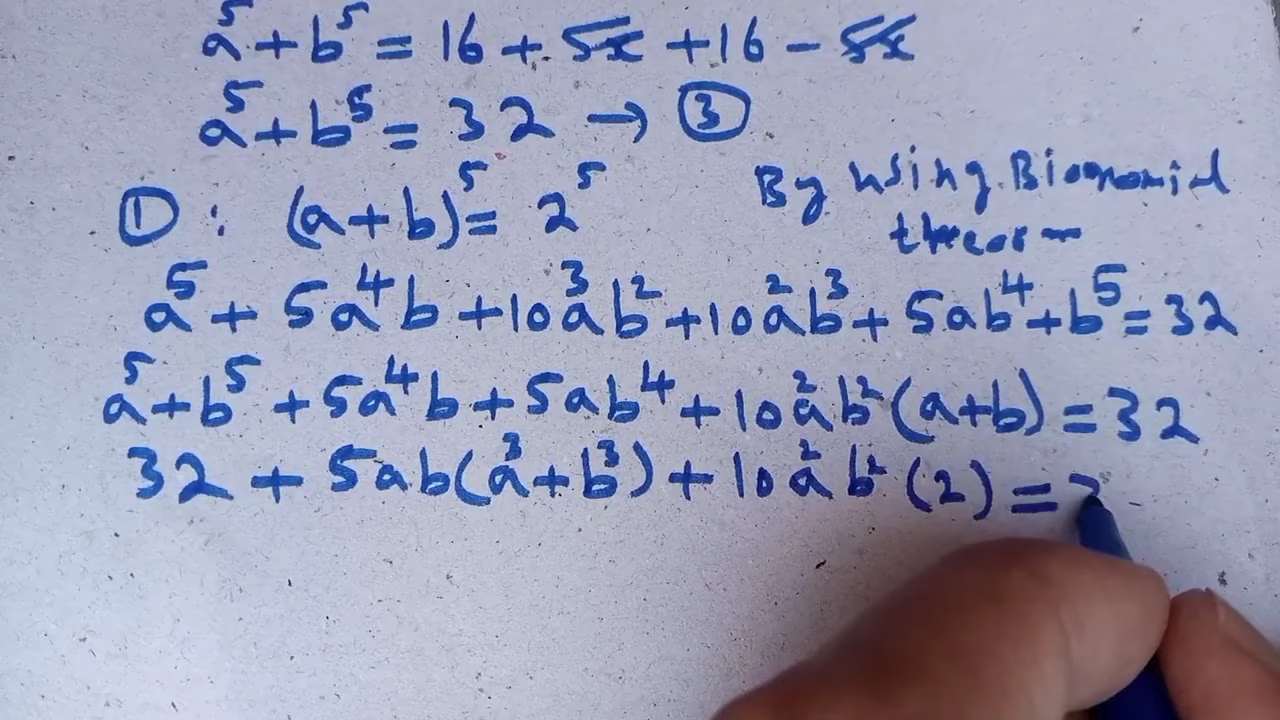 a⁵ + b⁵ = 16 + 5x + 16 - 5x
a⁵ + b⁵ = 32 → ③
① : (a + b)⁵ = 2⁵
By using Bionomial
theorm
a⁵ + 5a⁴b + 10a³b² + 10a²b³ + 5ab⁴ + b⁵ = 32
a⁵ + b⁵ + 5a⁴b + 5ab⁴ + 10a²b² (a+b) = 32
32 + 5ab(a³ + b³) + 10a²b² (2) =